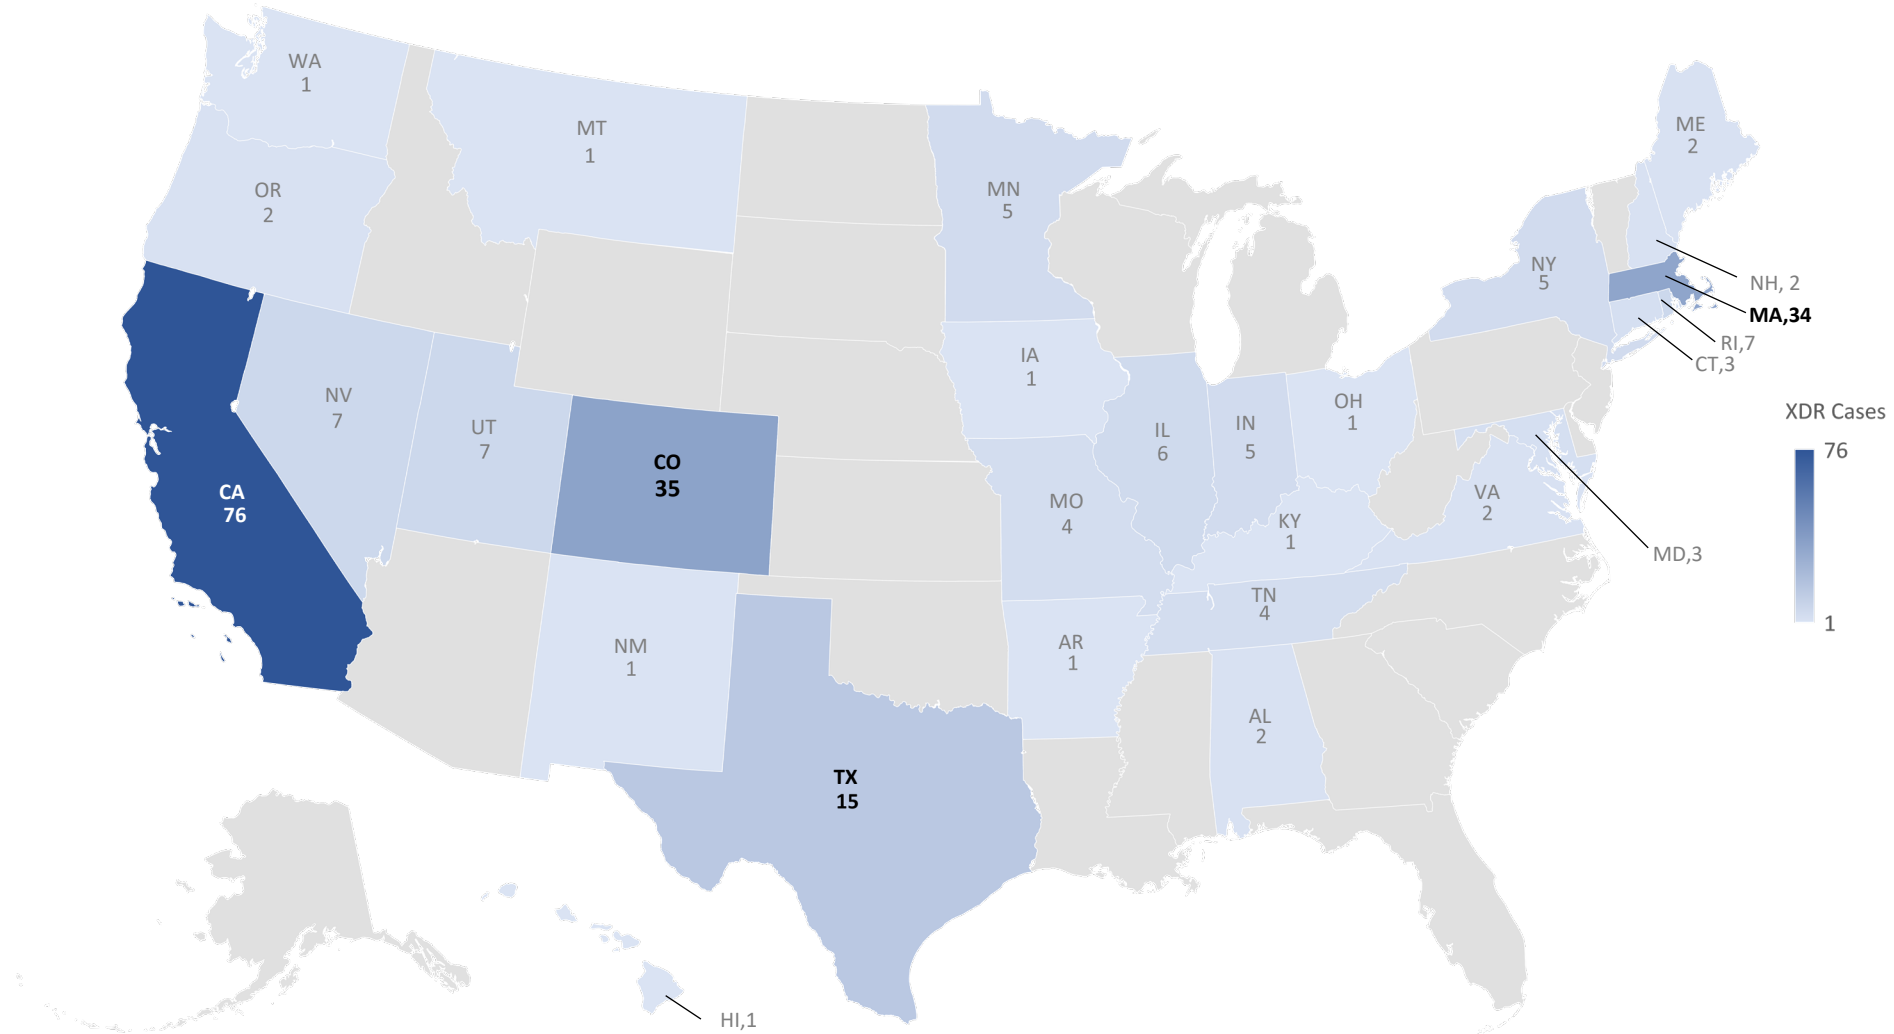 WA
1
MT
1
ME
2
OR
2
MN
5
NY
5
NH, 2
MA,34
RI,7
CT,3
IA
1
NV
7
UT
7
OH
1
IL
6
IN
5
CO
35
CA
76
MO
4
KY
1
VA
2
MD,3
XDR Cases
76
1
TN
4
NM
1
AR
1
AL
2
TX
15
HI,1